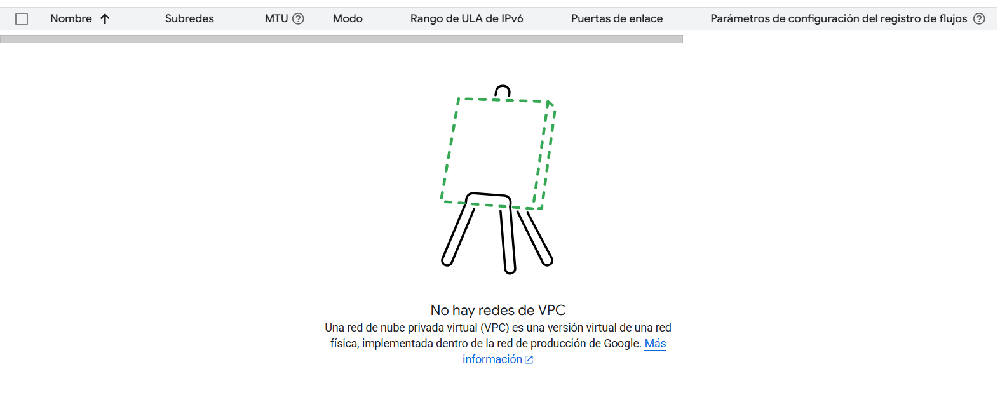 Nombre Subredes MTU Modo Rango de ULA de IPv6 Puertas de enlace Parámetros de configuración del registro de flujos
No hay redes de VPC
Una red de nube privada virtual (VPC) es una versión virtual de una red
física, implementada dentro de la red de producción de Google. Más
información